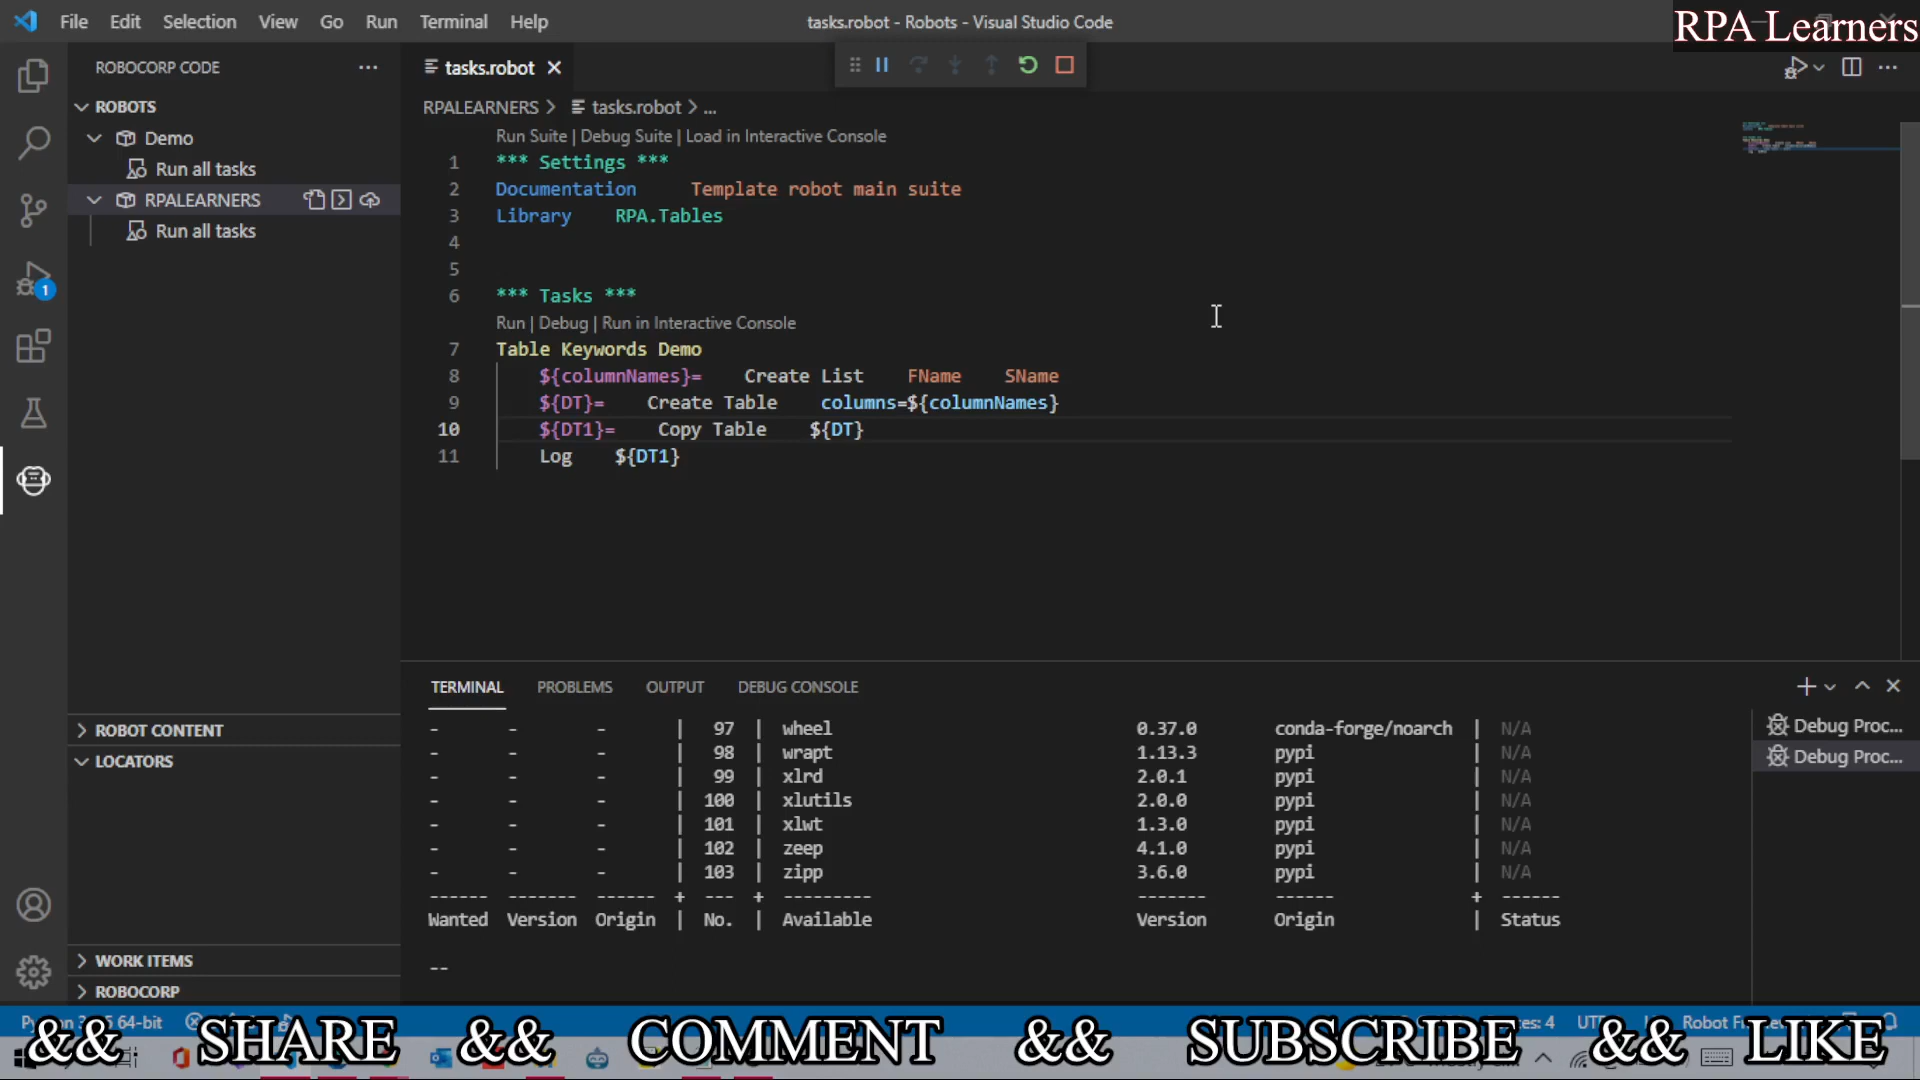 File Edit Selection View Go Run Terminal Help
tasks.robot - Robots - Visual Studio Code
RPA Learners
ROBOCORP CODE
ROBOTS
Demo
Run all tasks
RPALEARNERS
Run all tasks
ROBOT CONTENT
LOCATORS
WORK ITEMS
ROBOCORP
1
tasks.robot
RPALEARNERS > tasks.robot > ...
Run Suite | Debug Suite | Load in Interactive Console
1 *** Settings ***
2 Documentation Template robot main suite
3 Library RPA.Tables
4
5
6 *** Tasks ***
Run | Debug | Run in Interactive Console
7 Table Keywords Demo
8 ${columnNames}= Create List FName SName
9 ${DT}= Create Table columns=${columnNames}
10 ${DT1}= Copy Table ${DT}
11 Log ${DT1}
TERMINAL PROBLEMS OUTPUT DEBUG CONSOLE
- - - | 97 | wheel 0.37.0 conda-forge/noarch | N/A
- - - | 98 | wrapt 1.13.3 pypi | N/A
- - - | 99 | xlrd 2.0.1 pypi | N/A
- - - | 100 | xlutils 2.0.0 pypi | N/A
- - - | 101 | xlwt 1.3.0 pypi | N/A
- - - | 102 | zeep 4.1.0 pypi | N/A
- - - | 103 | zipp 3.6.0 pypi | N/A
------ ------- ------ + --- + --------- ------- ------ + ------
Wanted Version Origin | No. | Available Version Origin | Status
--
Debug Proc...
Debug Proc...
64-bit
&& SHARE && COMMENT && SUBSCRIBE && LIKE